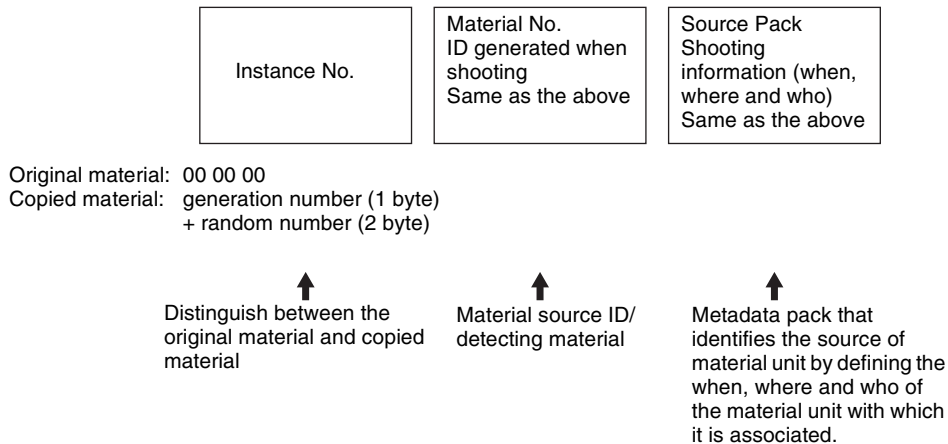 Instance No.
Material No.
ID generated when
shooting
Same as the above
Source Pack
Shooting
information (when,
where and who)
Same as the above
Original material: 00 00 00
Copied material: generation number (1 byte)
+ random number (2 byte)
Distinguish between the
original material and copied
material
Material source ID/
detecting material
Metadata pack that
identifies the source of
material unit by defining the
when, where and who of
the material unit with which
it is associated.